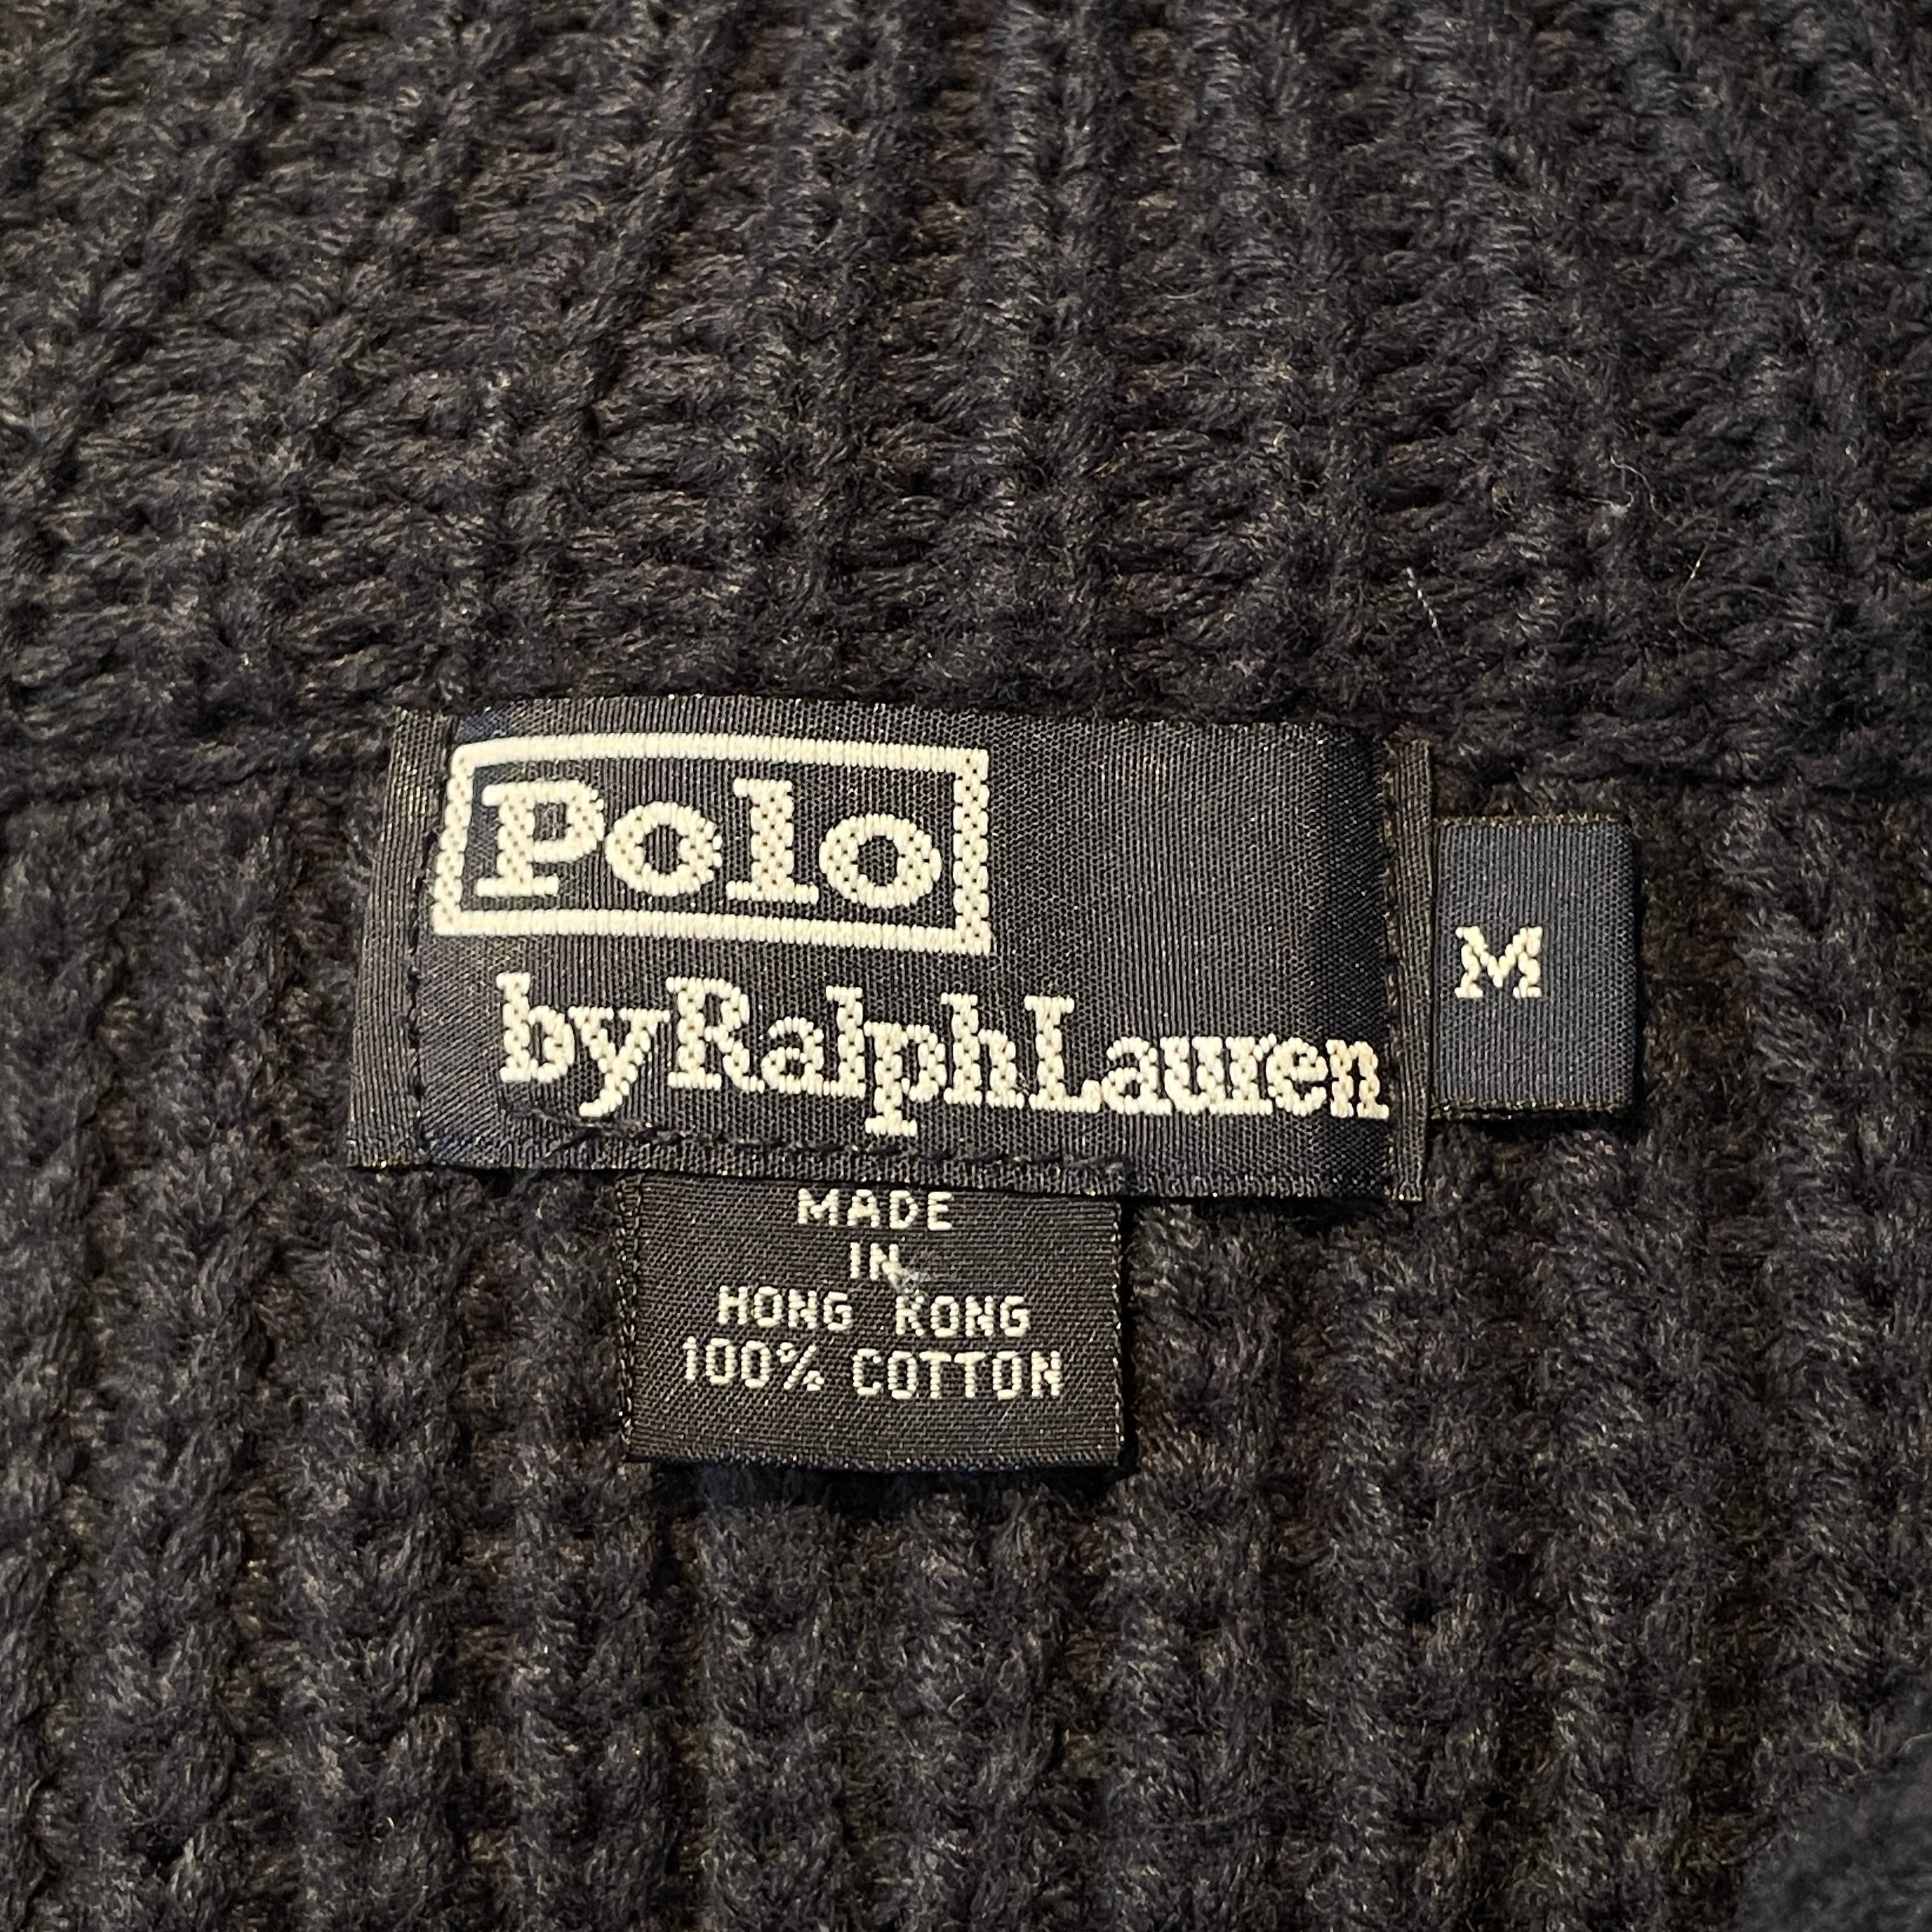 Polo
byRalphLauren
M
MADE
IN
HONG KONG
100% COTTON